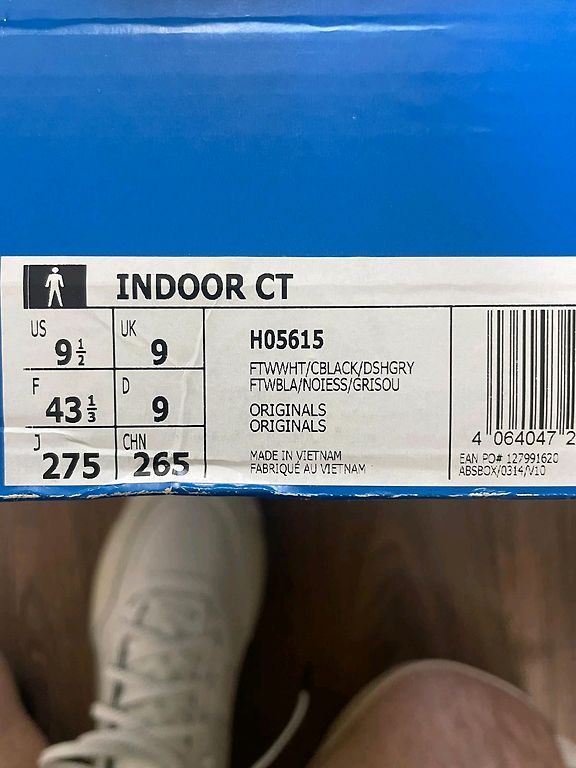 INDOOR CT
US 9 1/2 UK 9
F 43 1/3 D 9
J 275 CHN 265
H05615
FTWWHT/CBLACK/DSHGRY
FTWBLA/NOIESS/GRISOU
ORIGINALS
ORIGINALS
MADE IN VIETNAM
FABRIQUÉ AU VIETNAM
4 064047 2
EAN PO# 127991620
ABSBOX/0314/V10